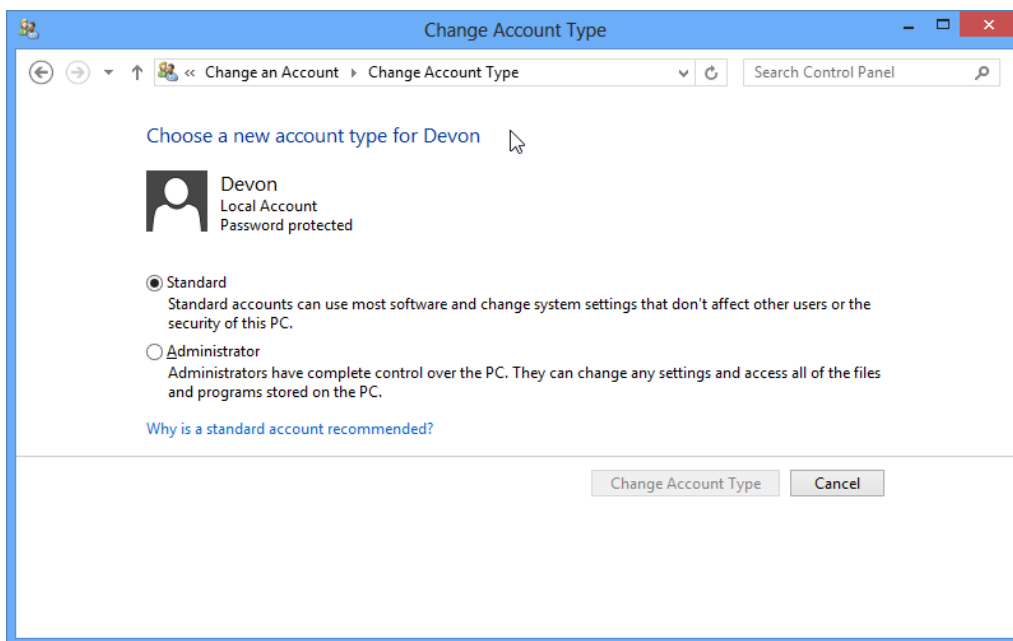 Change Account Type
« Change an Account Change Account Type
Search Control Panel
Choose a new account type for Devon
Devon
Local Account
Password protected
Standard
Standard accounts can use most software and change system settings that don't affect other users or the
security of this PC.
Administrator
Administrators have complete control over the PC. They can change any settings and access all of the files
and programs stored on the PC.
Why is a standard account recommended?
Change Account Type
Cancel